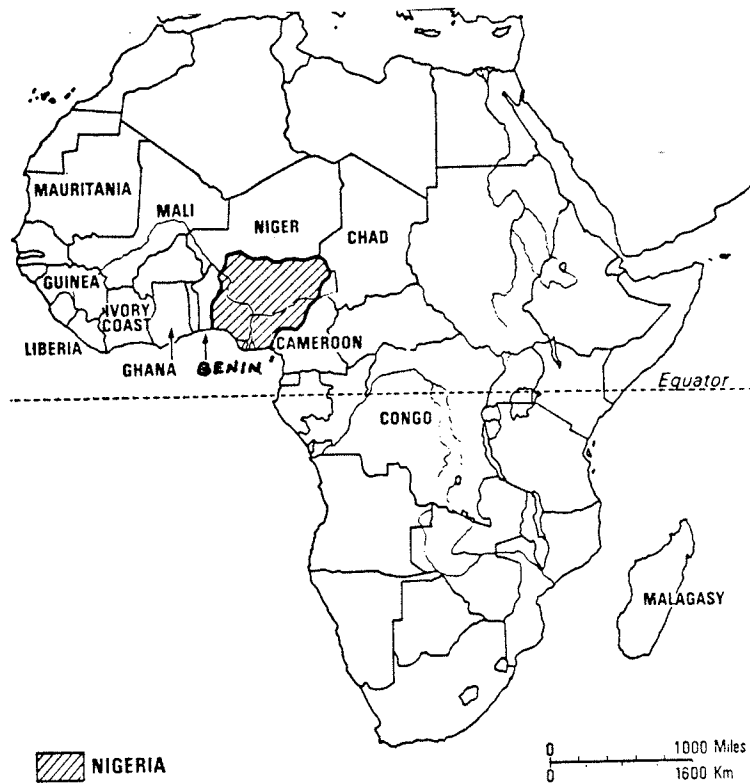 MAURITANIA
MALI
NIGER
CHAD
GUINEA
IVORY
COAST
LIBERIA
GHANA
BENIN
CAMEROON
Equator
CONGO
MALAGASY
NIGERIA
0 1000 Miles
0 1600 Km